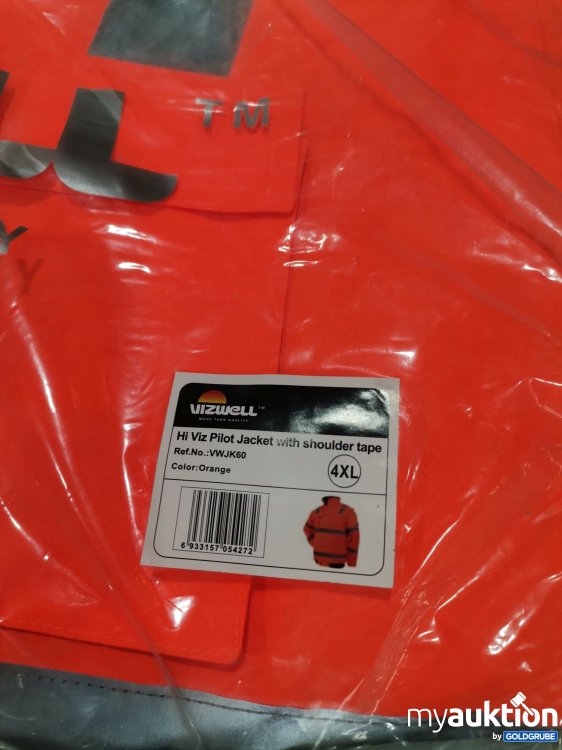 TM
Y
Y
VIZWELL™
MORE THAN QUALITY
Hi Viz Pilot Jacket with shoulder tape
Ref.No.:VWJK60
4XL
Color:Orange
6 933157 054272
myauktion
by GOLDGRUBE